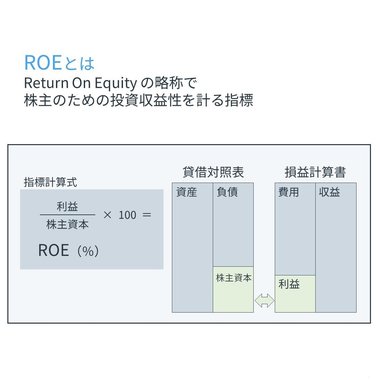 ROEとは
Return On Equity の略称で
株主のための投資収益性を計る指標
指標計算式
利益
株主資本
× 100 ＝
ROE（%）
貸借対照表
資産
負債
株主資本
損益計算書
費用
収益
利益